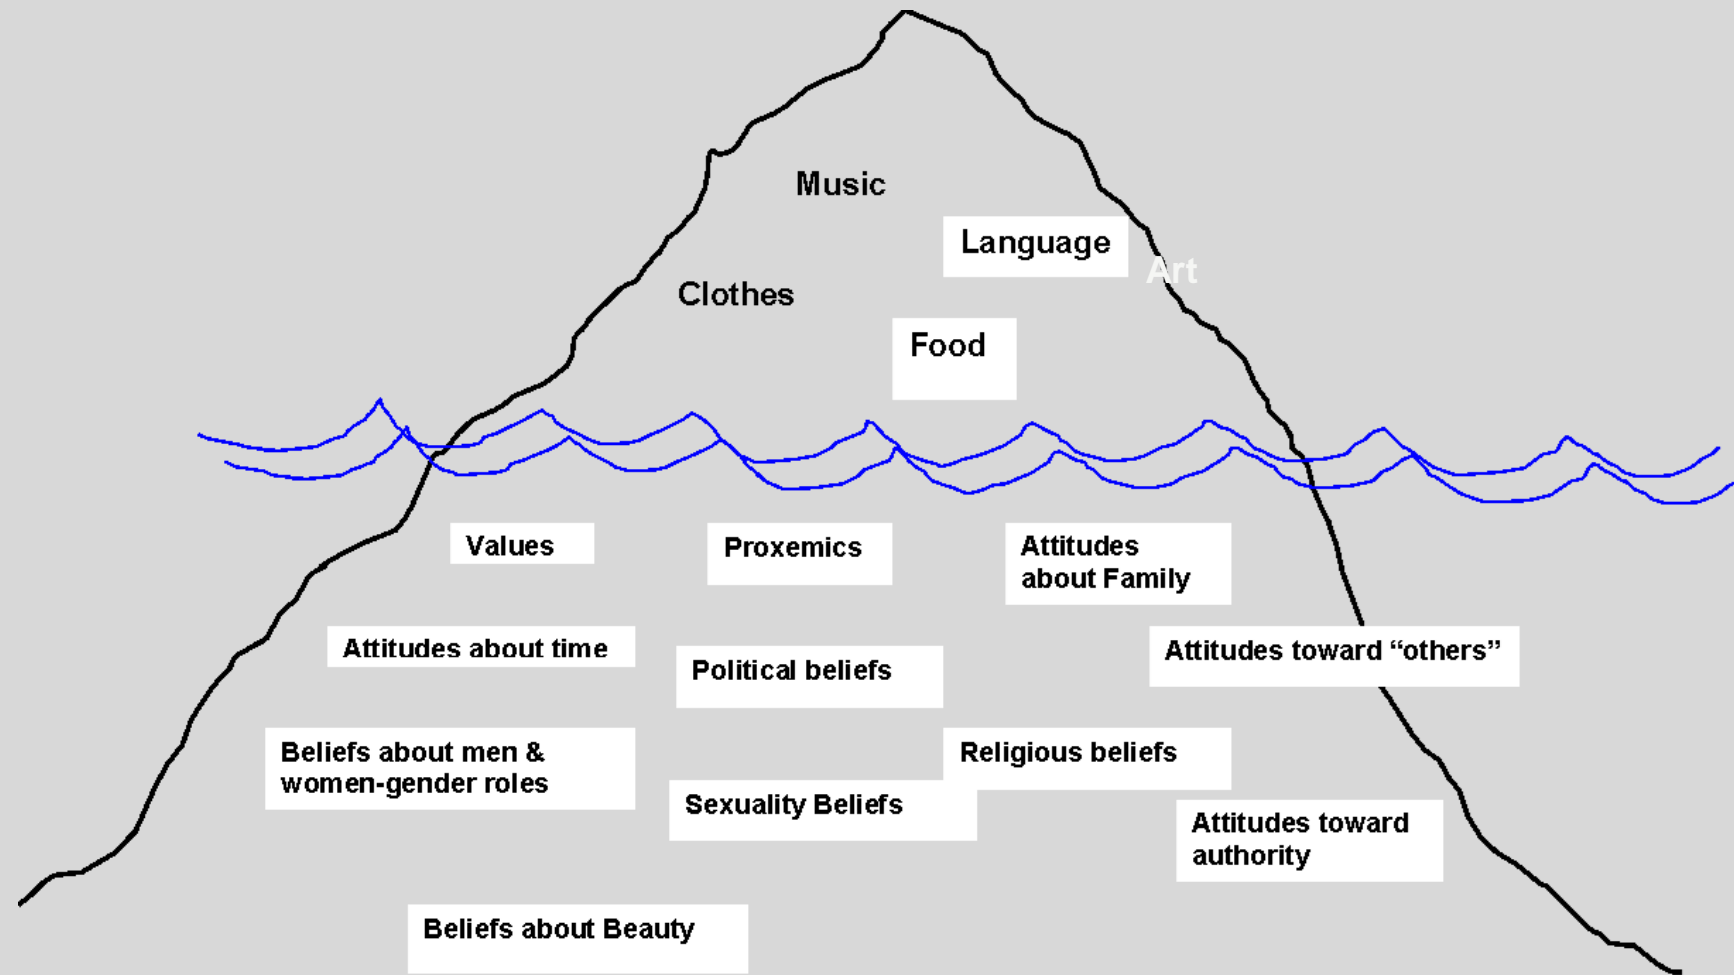 Music
Language
Art
Clothes
Food
Values
Proxemics
Attitudes
about Family
Attitudes about time
Political beliefs
Attitudes toward “others”
Beliefs about men &
women-gender roles
Religious beliefs
Sexuality Beliefs
Attitudes toward
authority
Beliefs about Beauty